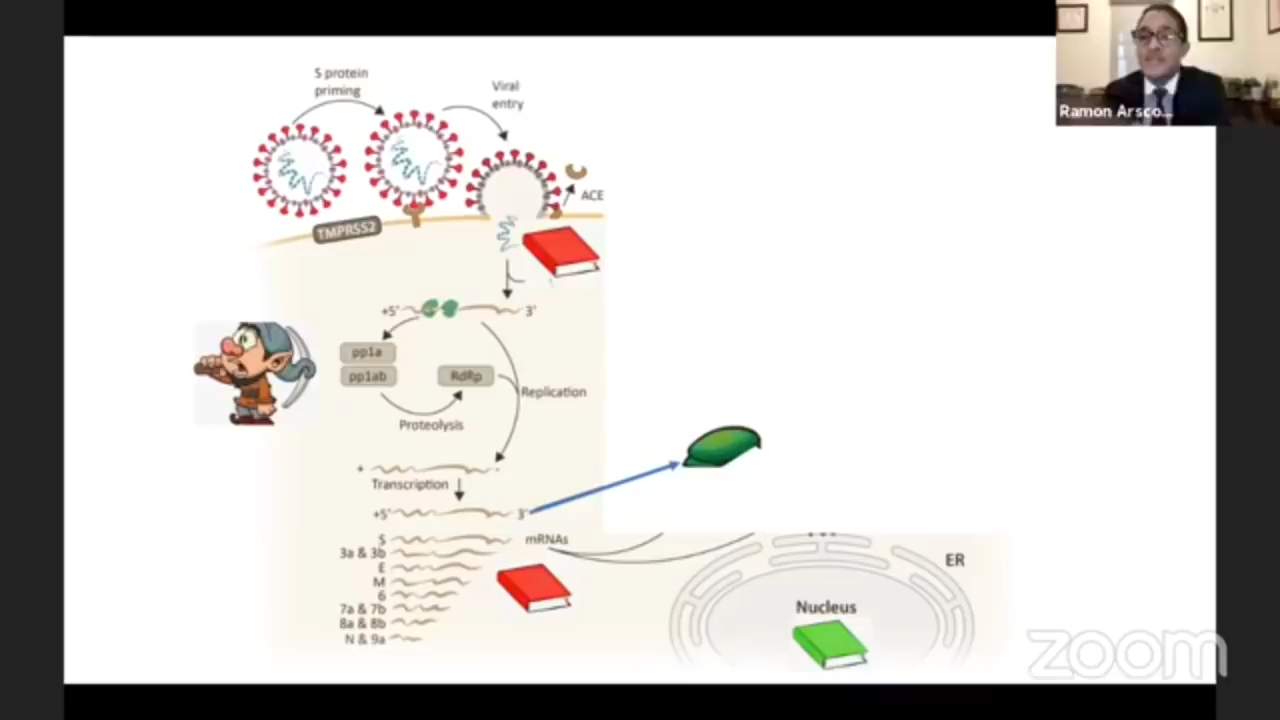 Ramon Arsco...
S protein
priming
Viral
entry
ACE
TMPRSS2
+5'
3'
pp1a
pp1ab
RdRp
Replication
Proteolysis
+
-
Transcription
+5'
3'
S
mRNAs
3a & 3b
E
M
6
7a & 7b
8a & 8b
N & 9a
ER
Nucleus
zoom